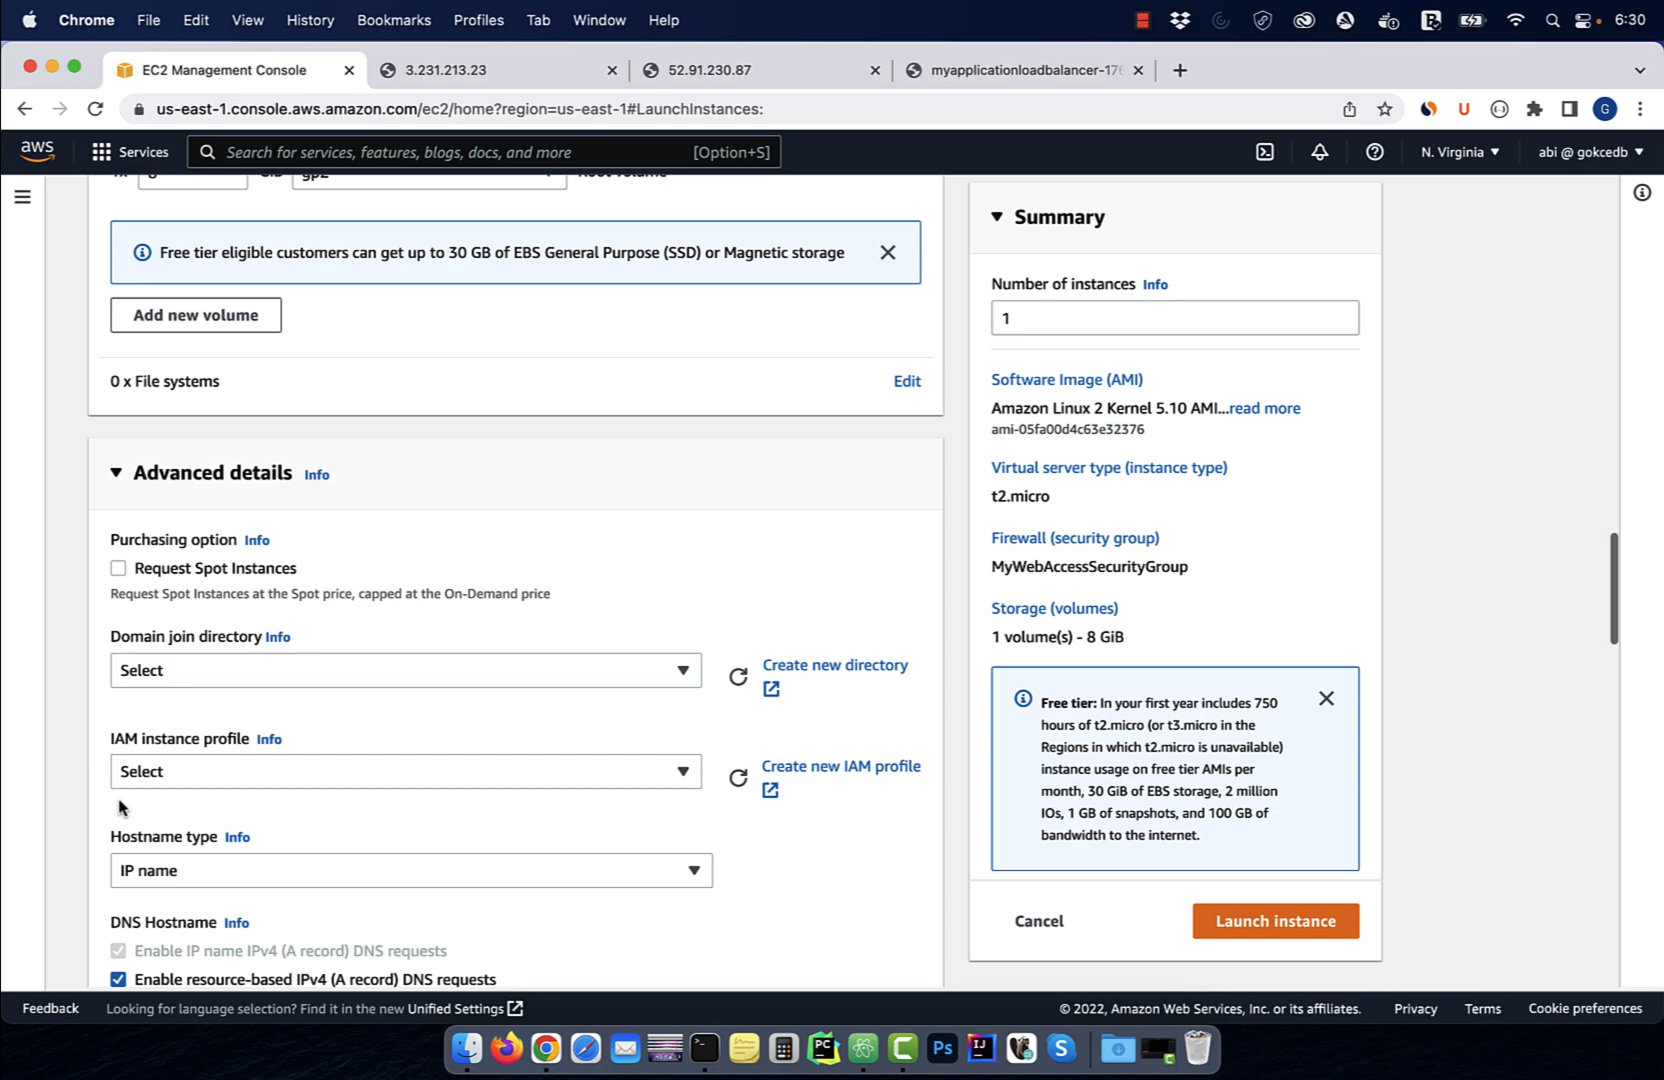 Chrome File Edit View History Bookmarks Profiles Tab Window Help 6:30
EC2 Management Console 3.231.213.23 52.91.230.87 myapplicationloadbalancer-176
us-east-1.console.aws.amazon.com/ec2/home?region=us-east-1#LaunchInstances: U G
aws Services Search for services, features, blogs, docs, and more [Option+S] N. Virginia abi @ gokcedb
gp2
Free tier eligible customers can get up to 30 GB of EBS General Purpose (SSD) or Magnetic storage
Add new volume
0 x File systems Edit
Advanced details Info
Purchasing option Info
Request Spot Instances
Request Spot Instances at the Spot price, capped at the On-Demand price
Domain join directory Info
Select
Create new directory
IAM instance profile Info
Select
Create new IAM profile
Hostname type Info
IP name
DNS Hostname Info
Enable IP name IPv4 (A record) DNS requests
Enable resource-based IPv4 (A record) DNS requests
Summary
Number of instances Info
1
Software Image (AMI)
Amazon Linux 2 Kernel 5.10 AMI...read more
ami-05fa00d4c63e32376
Virtual server type (instance type)
t2.micro
Firewall (security group)
MyWebAccessSecurityGroup
Storage (volumes)
1 volume(s) - 8 GiB
Free tier: In your first year includes 750
hours of t2.micro (or t3.micro in the
Regions in which t2.micro is unavailable)
instance usage on free tier AMIs per
month, 30 GiB of EBS storage, 2 million
IOs, 1 GB of snapshots, and 100 GB of
bandwidth to the internet.
Cancel Launch instance
Feedback Looking for language selection? Find it in the new Unified Settings © 2022, Amazon Web Services, Inc. or its affiliates. Privacy Terms Cookie preferences
PC Ps IJ S